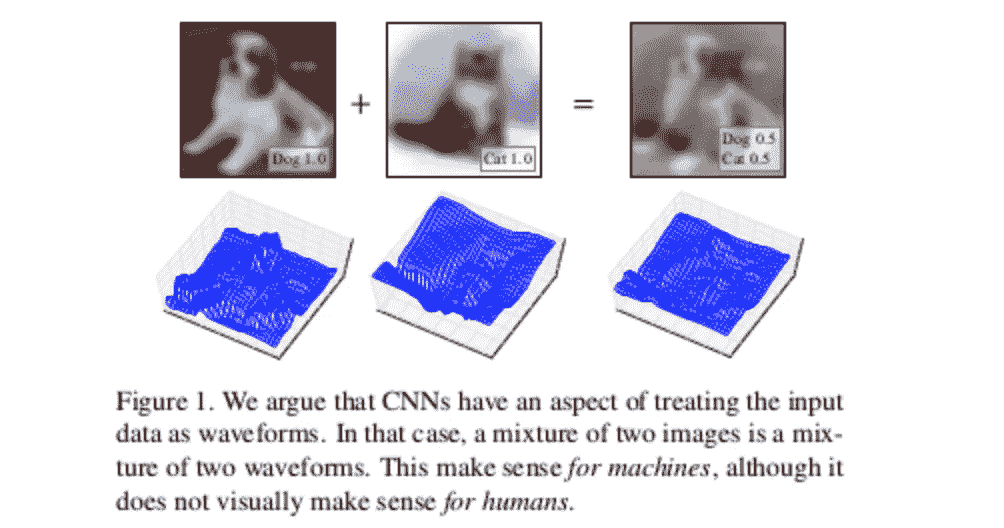 +
=
Dog 1.0
Cat 1.0
Dog 0.5
Cat 0.5
Figure 1. We argue that CNNs have an aspect of treating the input
data as waveforms. In that case, a mixture of two images is a mix-
ture of two waveforms. This make sense for machines, although it
does not visually make sense for humans.